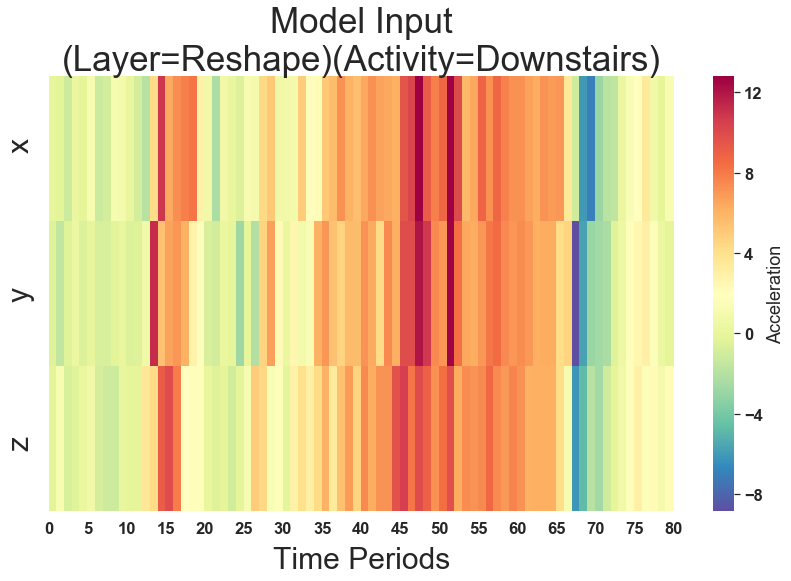 Model Input
(Layer=Reshape)(Activity=Downstairs)
x
y
z
0 5 10 15 20 25 30 35 40 45 50 55 60 65 70 75 80
Time Periods
12
8
4
0
−4
−8
Acceleration